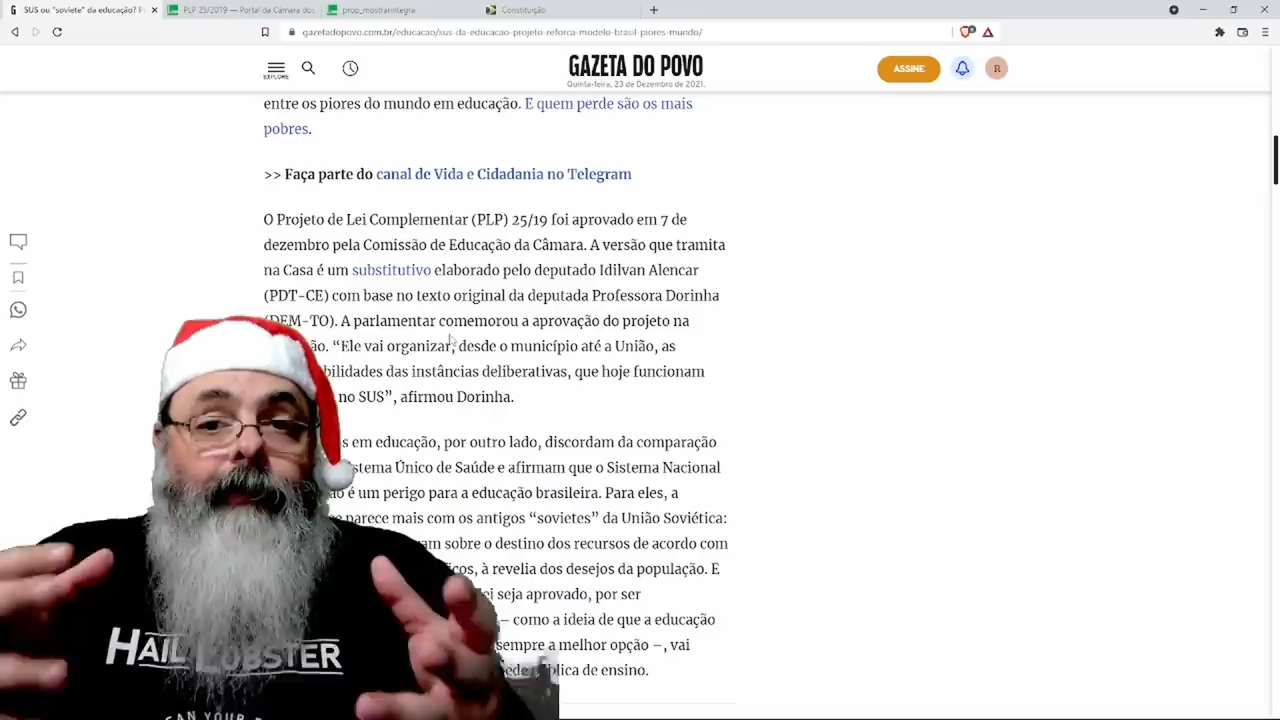 SUS ou "soviete" da educação? P
PLP 25/2019 — Portal da Câmara dos
prop_mostrarintegra
Constituição
gazetadopovo.com.br/educacao/sus-da-educacao-projeto-reforca-modelo-brasil-piores-mundo/
EXPLORE
GAZETA DO POVO
Quinta-feira, 23 de Dezembro de 2021.
ASSINE
R
entre os piores do mundo em educação. E quem perde são os mais
pobres.
>> Faça parte do canal de Vida e Cidadania no Telegram
O Projeto de Lei Complementar (PLP) 25/19 foi aprovado em 7 de
dezembro pela Comissão de Educação da Câmara. A versão que tramita
na Casa é um substitutivo elaborado pelo deputado Idilvan Alencar
(PDT-CE) com base no texto original da deputada Professora Dorinha
(DEM-TO). A parlamentar comemorou a aprovação do projeto na
ão. “Ele vai organizar, desde o município até a União, as
bilidades das instâncias deliberativas, que hoje funcionam
no SUS”, afirmou Dorinha.
s em educação, por outro lado, discordam da comparação
stema Único de Saúde e afirmam que o Sistema Nacional
é um perigo para a educação brasileira. Para eles, a
parece mais com os antigos “sovietes” da União Soviética:
am sobre o destino dos recursos de acordo com
icos, à revelia dos desejos da população. E
ei seja aprovado, por ser
– como a ideia de que a educação
sempre a melhor opção –, vai
ede pública de ensino.
HAIL LOBSTER
CAN YOUR